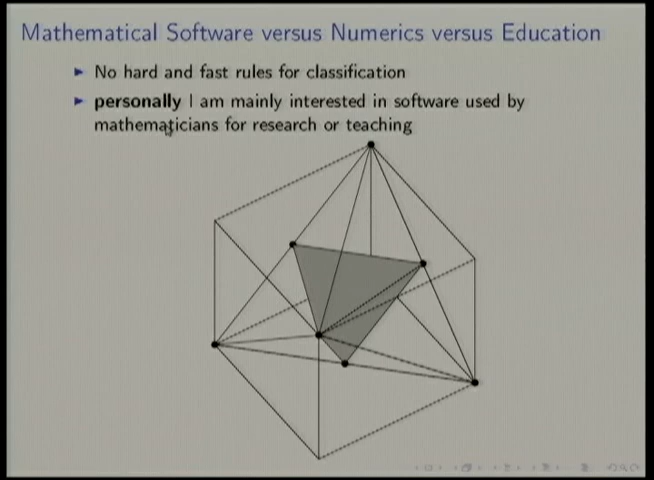 Mathematical Software versus Numerics versus Education
No hard and fast rules for classification
personally I am mainly interested in software used by
mathematicians for research or teaching